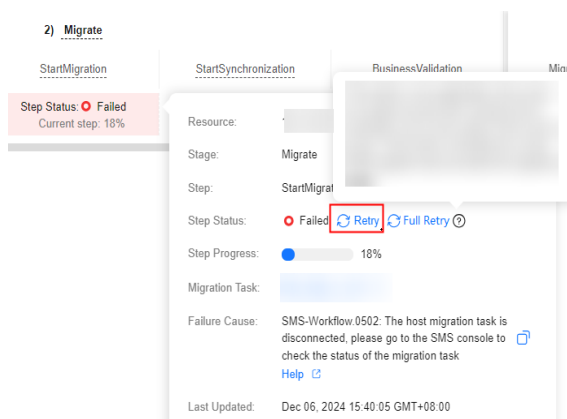 2) Migrate
StartMigration
StartSynchronization
BusinessValidation
Step Status: Failed
Current step: 18%
Resource:
Stage: Migrate
Step: StartMigrat
Step Status: Failed Retry Full Retry
Step Progress: 18%
Migration Task:
Failure Cause: SMS-Workflow.0502: The host migration task is
disconnected, please go to the SMS console to
check the status of the migration task
Help
Last Updated: Dec 06, 2024 15:40:05 GMT+08:00